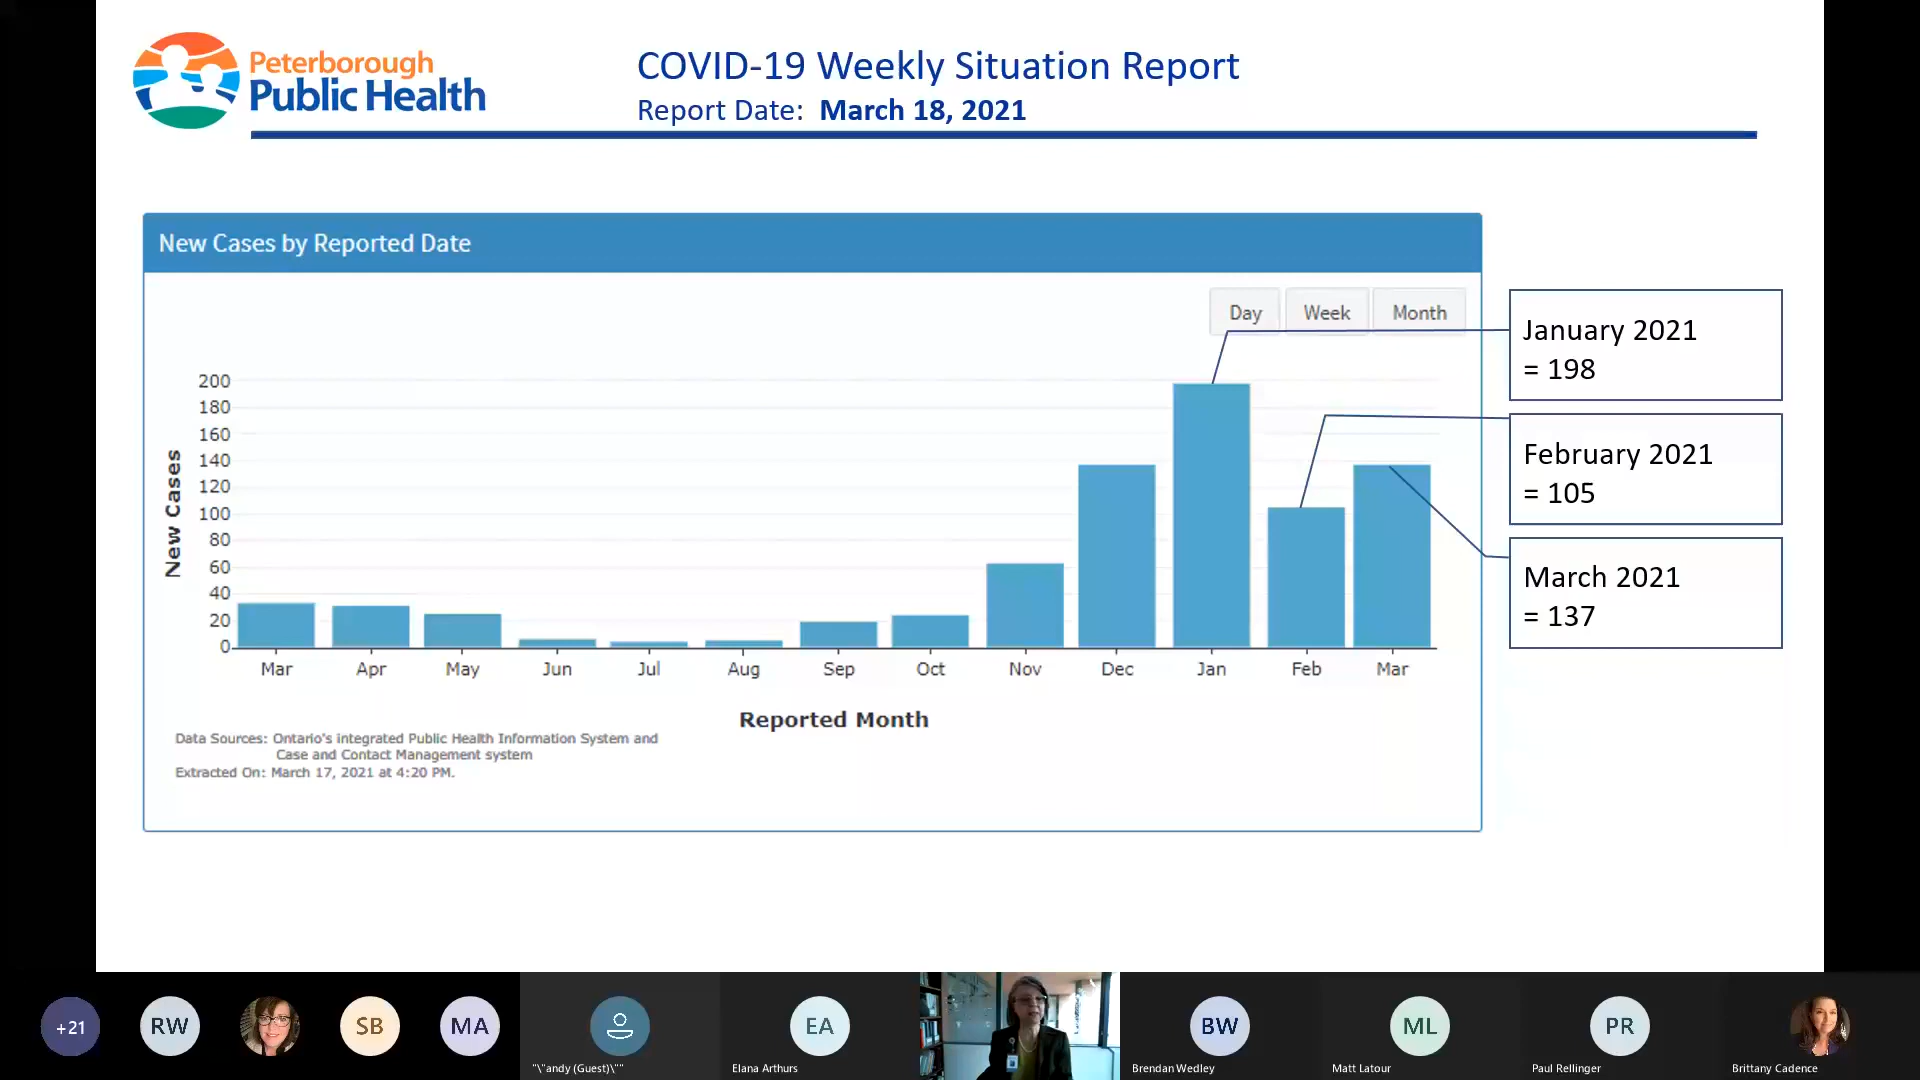 Peterborough
Public Health
COVID-19 Weekly Situation Report
Report Date: March 18, 2021
New Cases by Reported Date
Day Week Month
January 2021
= 198
February 2021
= 105
March 2021
= 137
New Cases
200
180
160
140
120
100
80
60
40
20
0
Mar Apr May Jun Jul Aug Sep Oct Nov Dec Jan Feb Mar
Reported Month
Data Sources: Ontario's integrated Public Health Information System and
Case and Contact Management system
Extracted On: March 17, 2021 at 4:20 PM.
+21 RW SB MA EA BW ML PR
"\"andy (Guest)\"" Elana Arthurs Brendan Wedley Matt Latour Paul Rellinger Brittany Cadence